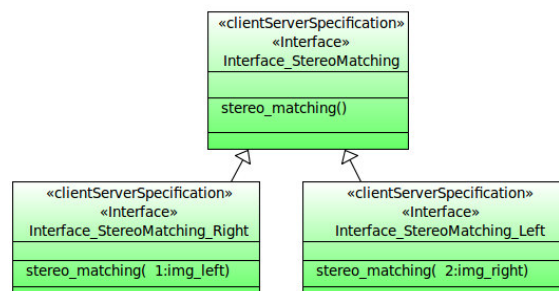 «clientServerSpecification»
«Interface»
Interface_StereoMatching
stereo_matching()
«clientServerSpecification»
«Interface»
Interface_StereoMatching_Right
stereo_matching(  1:img_left)
«clientServerSpecification»
«Interface»
Interface_StereoMatching_Left
stereo_matching(  2:img_right)